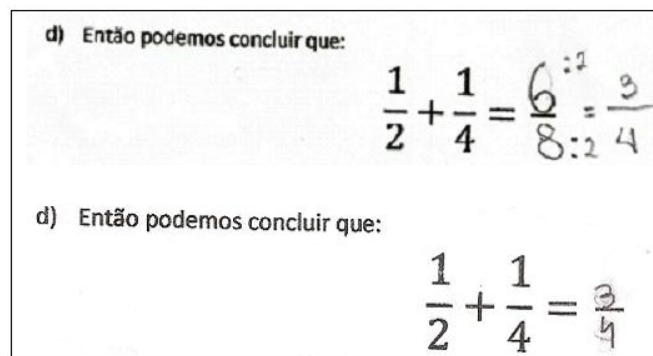 d) Então podemos concluir que:
1/2 + 1/4 = 6:2/8:2 = 3/4
d) Então podemos concluir que:
1/2 + 1/4 = 3/4